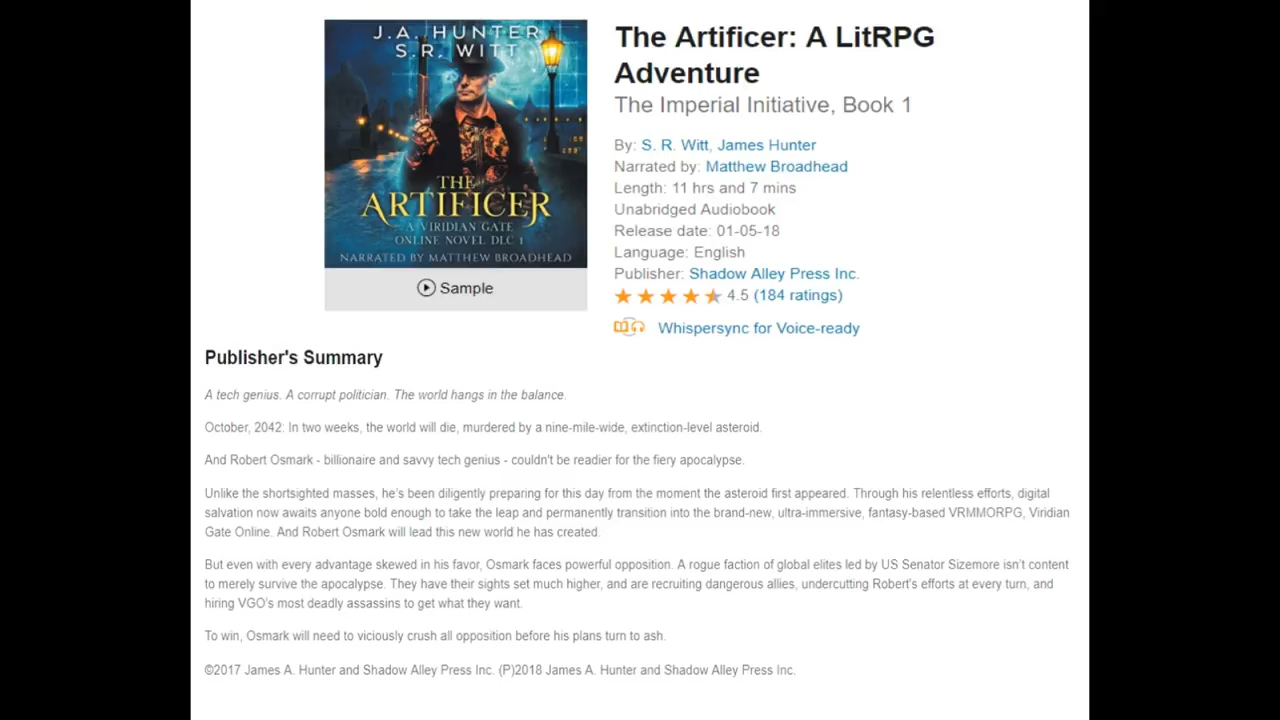 J.A. HUNTER
S.R. WITT
THE
ARTIFICER
A VIRIDIAN GATE
ONLINE NOVEL DLC 1
NARRATED BY MATTHEW BROADHEAD
Sample
The Artificer: A LitRPG
Adventure
The Imperial Initiative, Book 1
By: S. R. Witt, James Hunter
Narrated by: Matthew Broadhead
Length: 11 hrs and 7 mins
Unabridged Audiobook
Release date: 01-05-18
Language: English
Publisher: Shadow Alley Press Inc.
4.5 (184 ratings)
Whispersync for Voice-ready
Publisher's Summary
A tech genius. A corrupt politician. The world hangs in the balance.
October, 2042: In two weeks, the world will die, murdered by a nine-mile-wide, extinction-level asteroid.
And Robert Osmark - billionaire and savvy tech genius - couldn't be readier for the fiery apocalypse.
Unlike the shortsighted masses, he's been diligently preparing for this day from the moment the asteroid first appeared. Through his relentless efforts, digital
salvation now awaits anyone bold enough to take the leap and permanently transition into the brand-new, ultra-immersive, fantasy-based VRMMORPG, Viridian
Gate Online. And Robert Osmark will lead this new world he has created.
But even with every advantage skewed in his favor, Osmark faces powerful opposition. A rogue faction of global elites led by US Senator Sizemore isn't content
to merely survive the apocalypse. They have their sights set much higher, and are recruiting dangerous allies, undercutting Robert's efforts at every turn, and
hiring VGO's most deadly assassins to get what they want.
To win, Osmark will need to viciously crush all opposition before his plans turn to ash.
©2017 James A. Hunter and Shadow Alley Press Inc. (P)2018 James A. Hunter and Shadow Alley Press Inc.